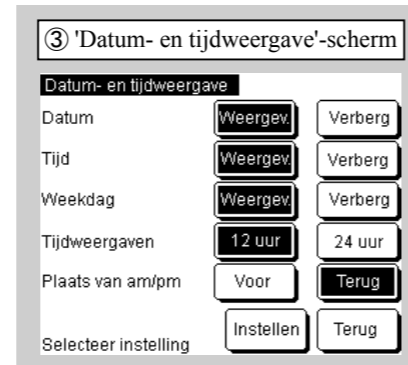 ③ 'Datum- en tijdweergave'-scherm
Datum- en tijdweergave
Datum Weergev. Verberg
Tijd Weergev. Verberg
Weekdag Weergev. Verberg
Tijdweergaven 12 uur 24 uur
Plaats van am/pm Voor Terug
Selecteer instelling Instellen Terug